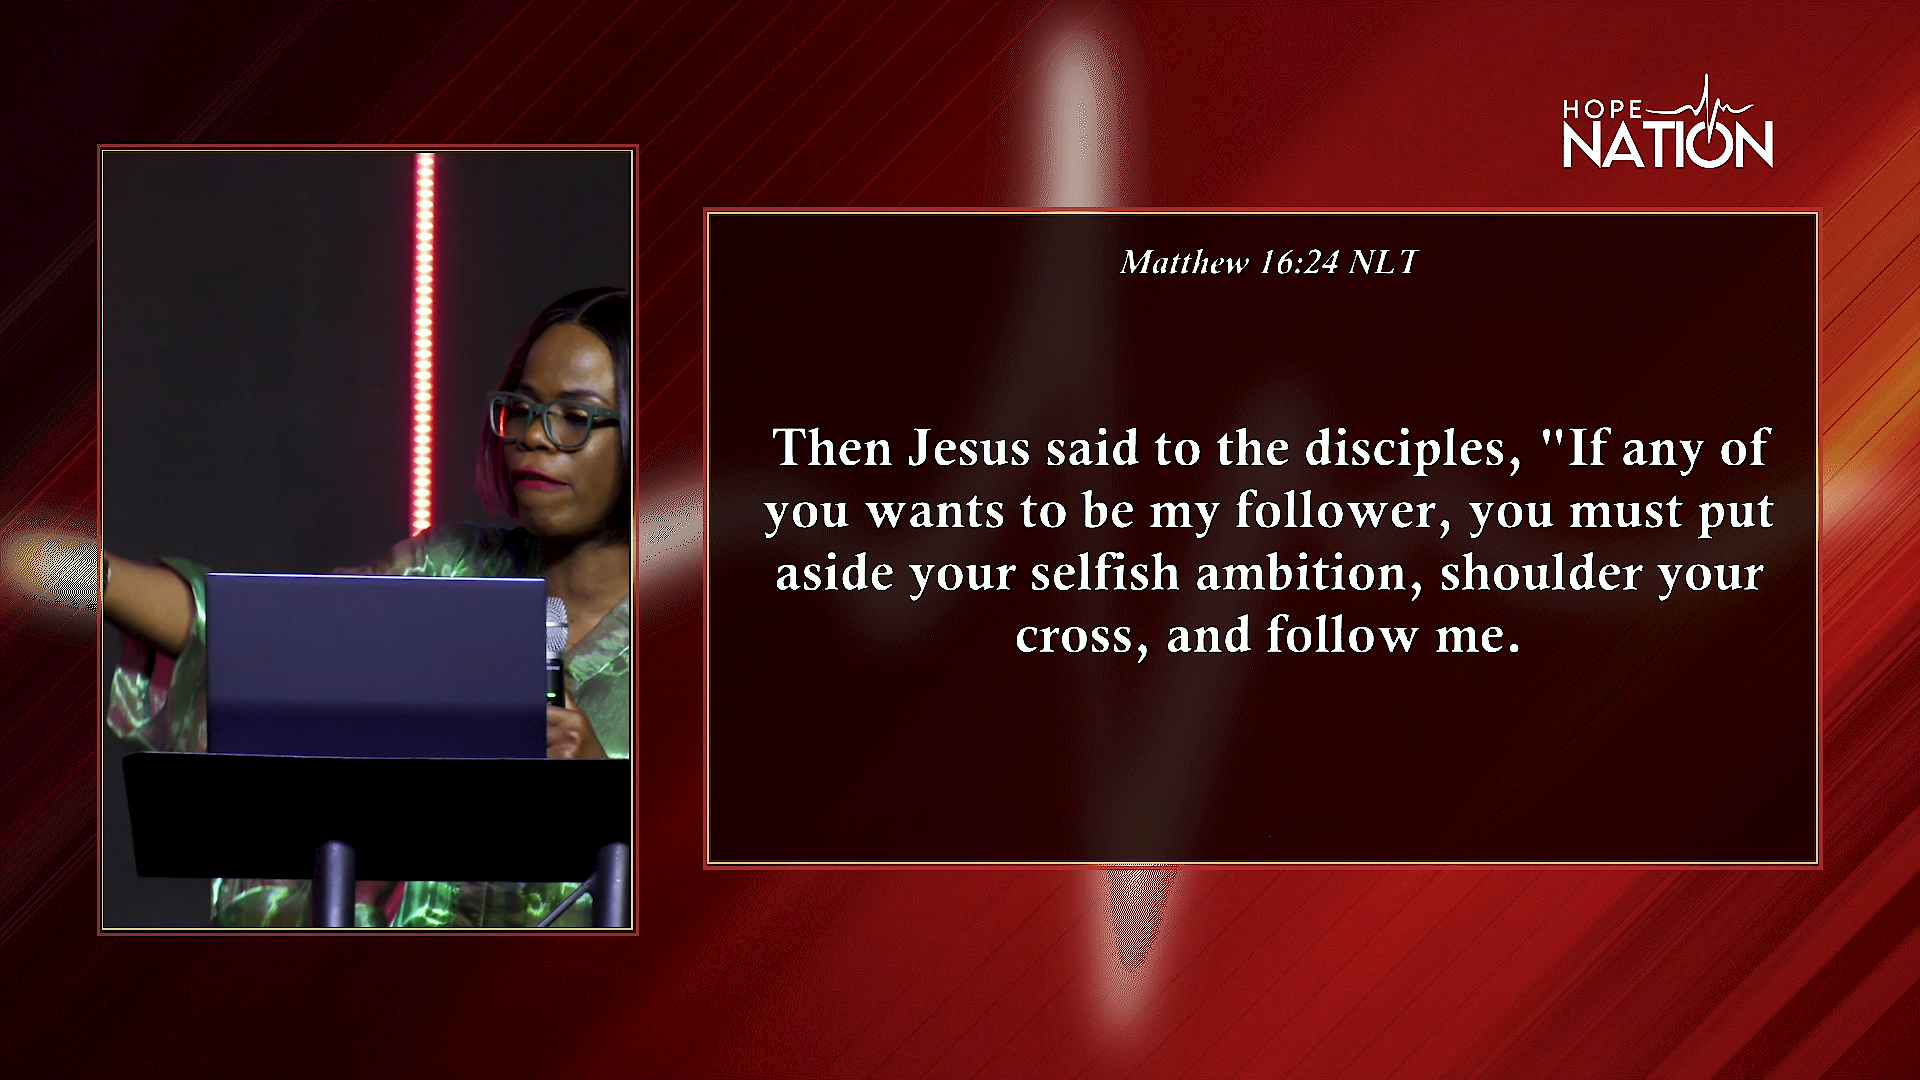 HOPE
NATION
Matthew 16:24 NLT
Then Jesus said to the disciples, "If any of
you wants to be my follower, you must put
aside your selfish ambition, shoulder your
cross, and follow me.